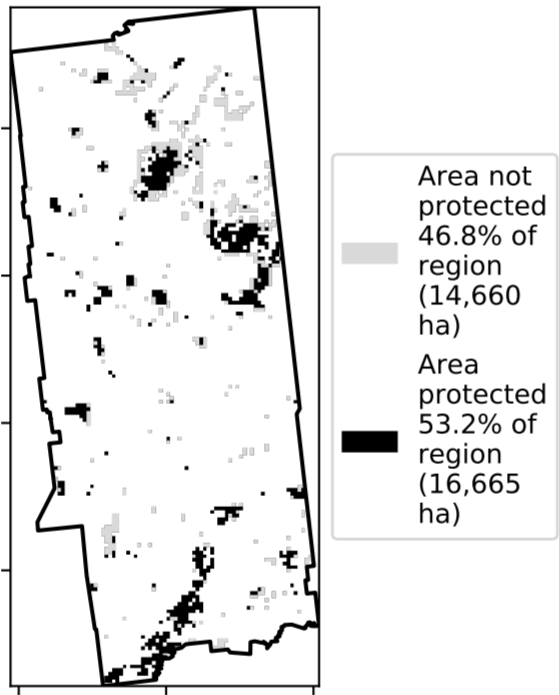 Area not
protected
46.8% of
region
(14,660
ha)
Area
protected
53.2% of
region
(16,665
ha)